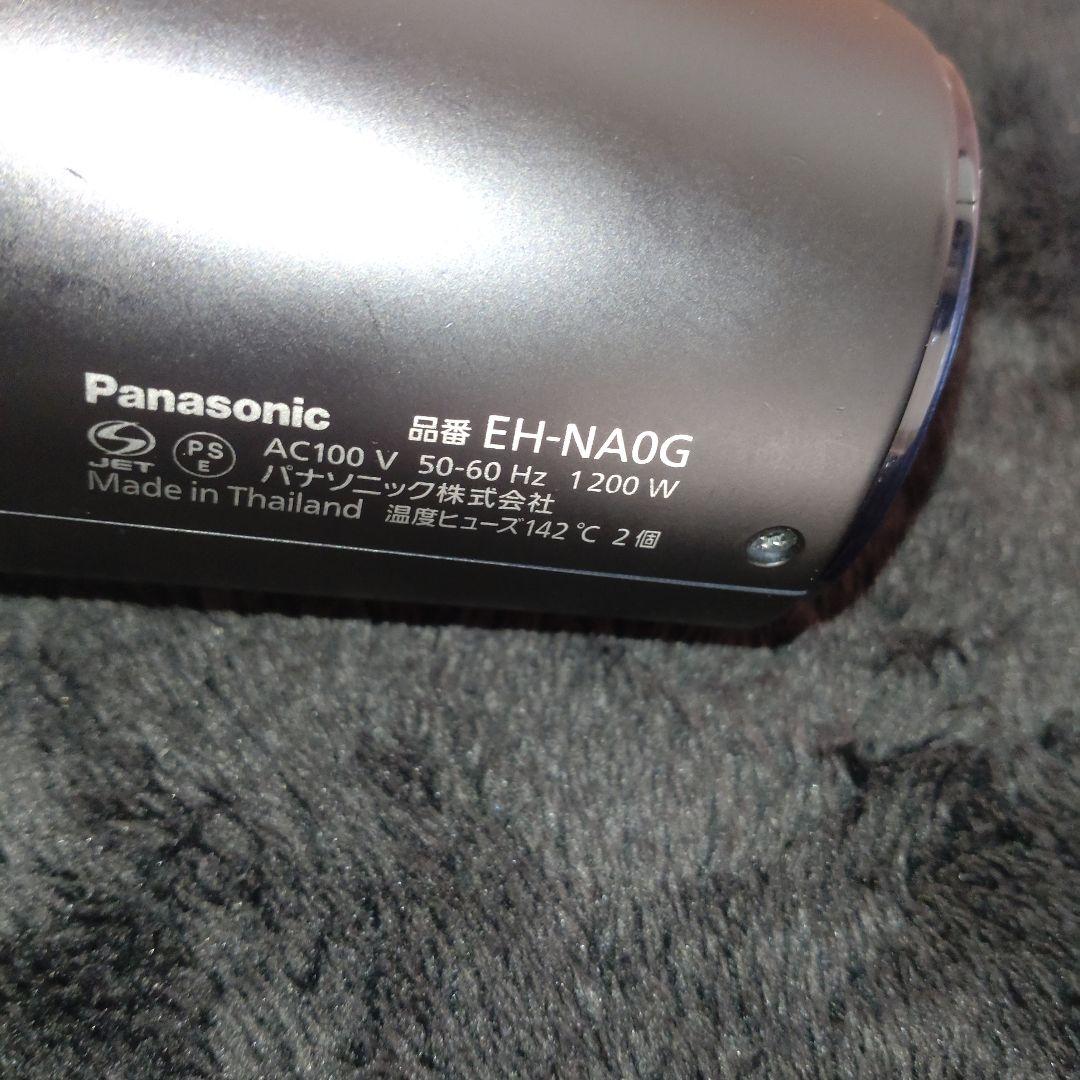 Panasonic 品番 EH-NA0G
JET PS E AC100 V 50-60 Hz 1200 W
パナソニック株式会社
Made in Thailand 温度ヒューズ142℃ 2個